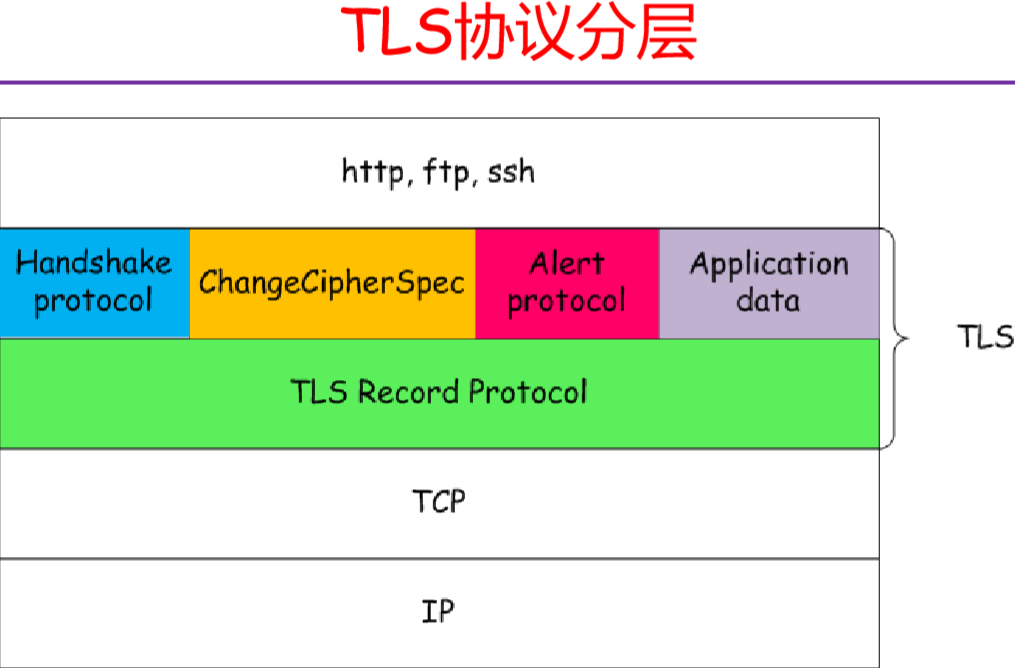 TLS协议分层
http, ftp, ssh
Handshake
protocol
ChangeCipherSpec
Alert
protocol
Application
data
TLS
TLS Record Protocol
TCP
IP